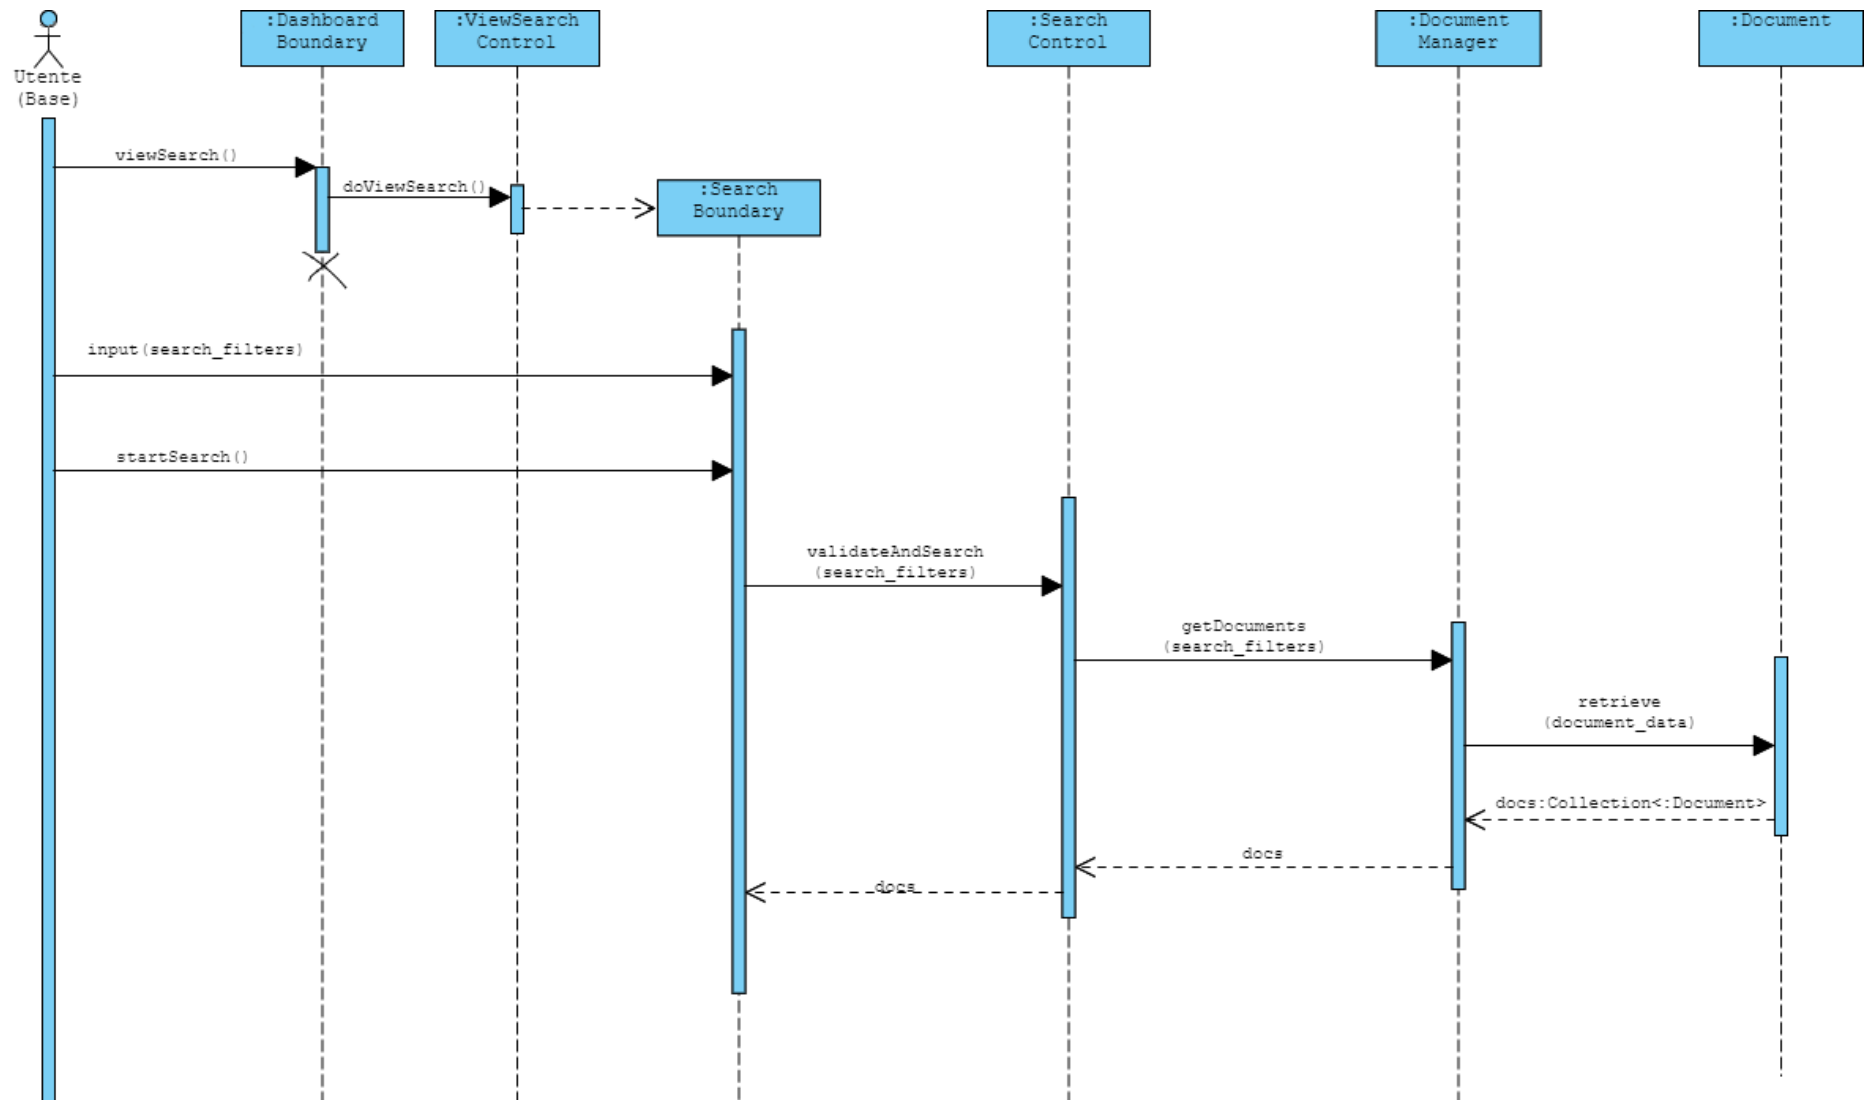 :Dashboard
Boundary
:ViewSearch
Control
:Search
Control
:Document
Manager
:Document
Utente
(Base)
viewSearch()
doViewSearch()
:Search
Boundary
input(search_filters)
startSearch()
validateAndSearch
(search_filters)
getDocuments
(search_filters)
retrieve
(document_data)
docs:Collection<:Document>
docs
docs